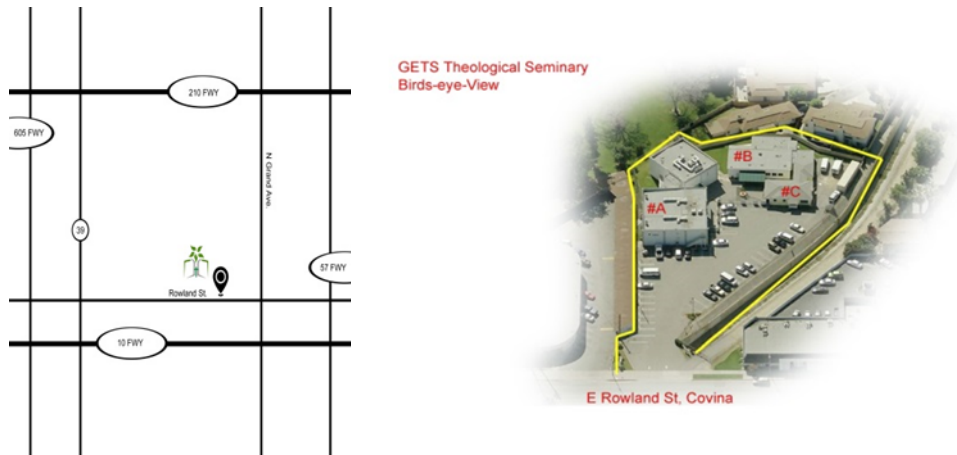 210 FWY
605 FWY
N Grand Ave.
39
57 FWY
Rowland St.
10 FWY
GETS Theological Seminary
Birds-eye-View
#B
#C
#A
E Rowland St, Covina